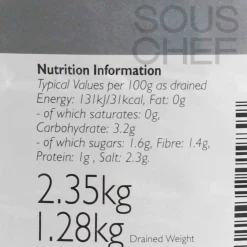 SOUS
CHEF
Nutrition Information
Typical Values per 100g as drained
Energy: 131kJ/31kcal, Fat: 0g
- of which saturates: 0g,
Carbohydrate: 3.2g
- of which sugars: 1.6g, Fibre: 1.4g,
Protein: 1g , Salt: 2.3g.
2.35kg
1.28kg Drained Weight